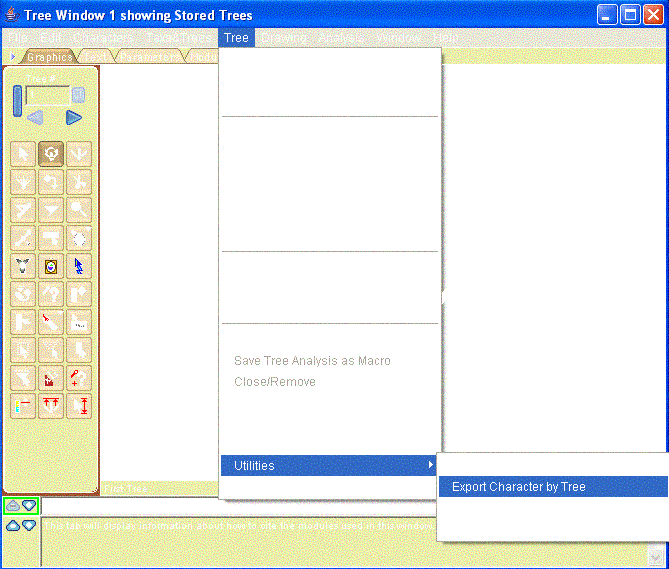 Tree Window 1 showing Stored Trees
File Edit Characters Taxa&Trees Tree Drawing Analysis Window Help
Graphics Text Parameters
Save Tree Analysis as Macro
Close/Remove
Utilities
Export Character by Tree
This tab will display information about how to cite the modules used in this window.